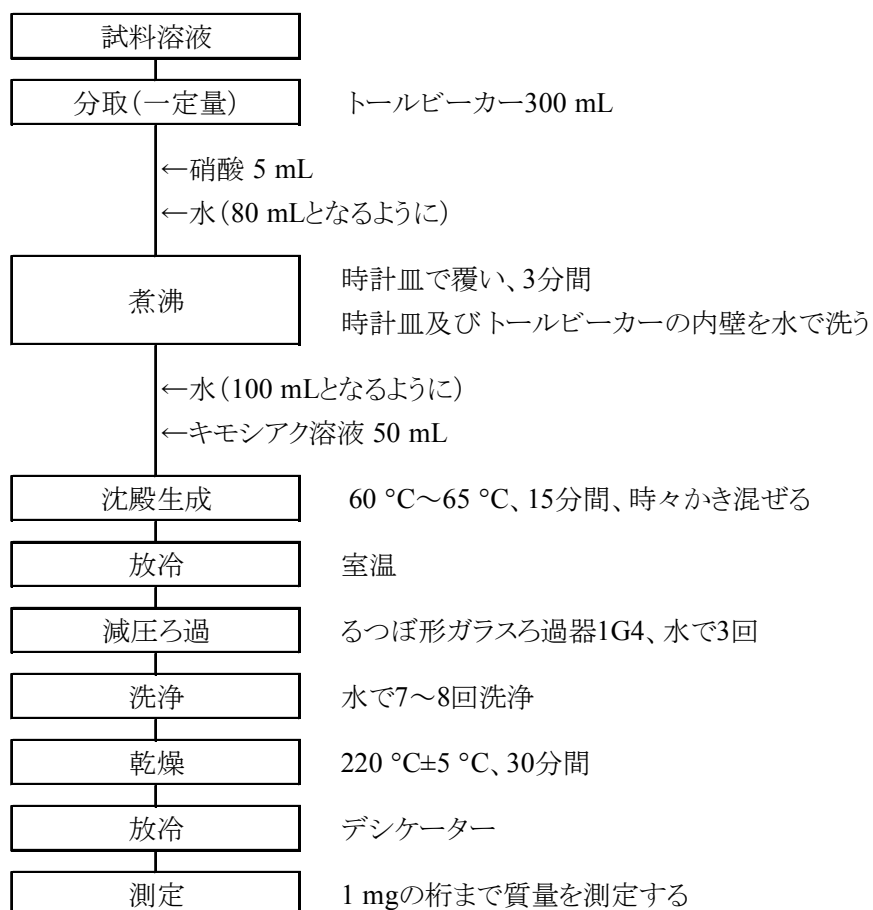 試料溶液
分取(一定量) トールビーカー300 mL
←硝酸 5 mL
←水(80 mLとなるように)
煮沸
時計皿で覆い、3分間
時計皿及びトールビーカーの内壁を水で洗う
←水(100 mLとなるように)
←キモシアク溶液 50 mL
沈殿生成 60 °C～65 °C、15分間、時々かき混ぜる
放冷 室温
減圧ろ過 るつぼ形ガラスろ過器1G4、水で3回
洗浄 水で7～8回洗浄
乾燥 220 °C±5 °C、30分間
放冷 デシケーター
測定 1 mgの桁まで質量を測定する